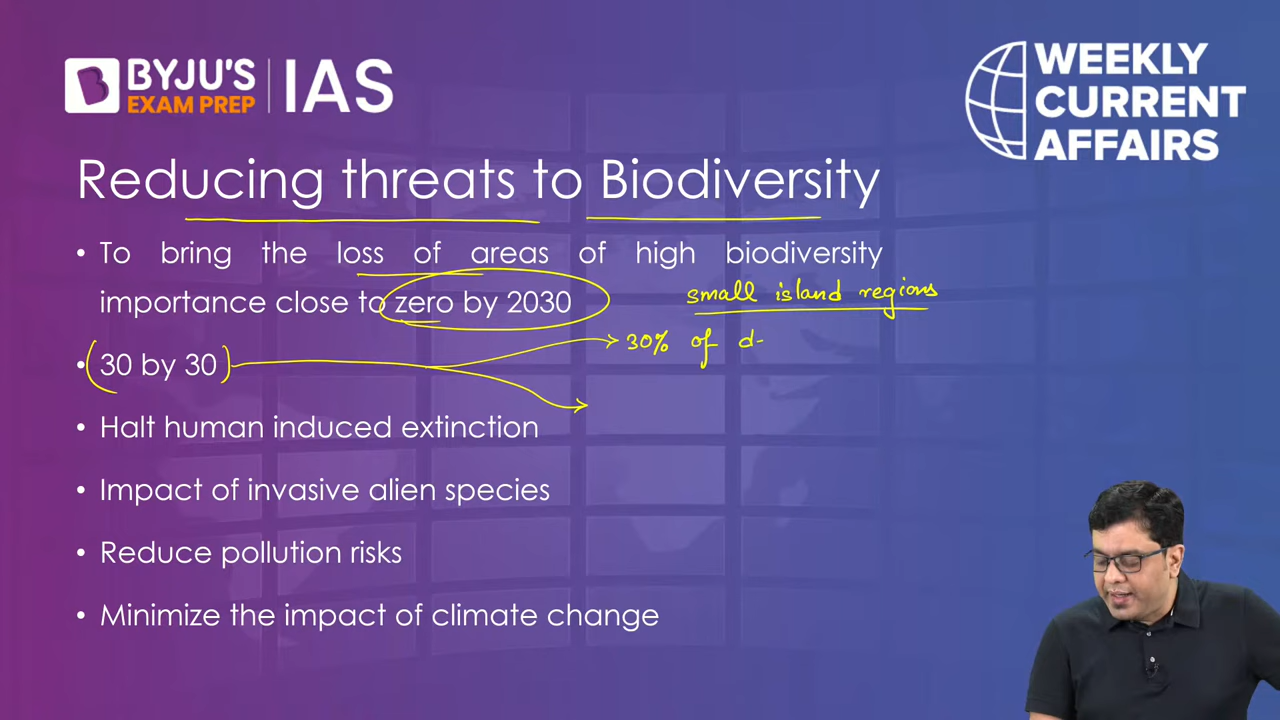 BYJU'S
EXAM PREP
IAS
WEEKLY
CURRENT
AFFAIRS
Reducing threats to Biodiversity
• To bring the loss of areas of high biodiversity
importance close to zero by 2030
small island regions
• (30 by 30)
30% of d-
• Halt human induced extinction
• Impact of invasive alien species
• Reduce pollution risks
• Minimize the impact of climate change